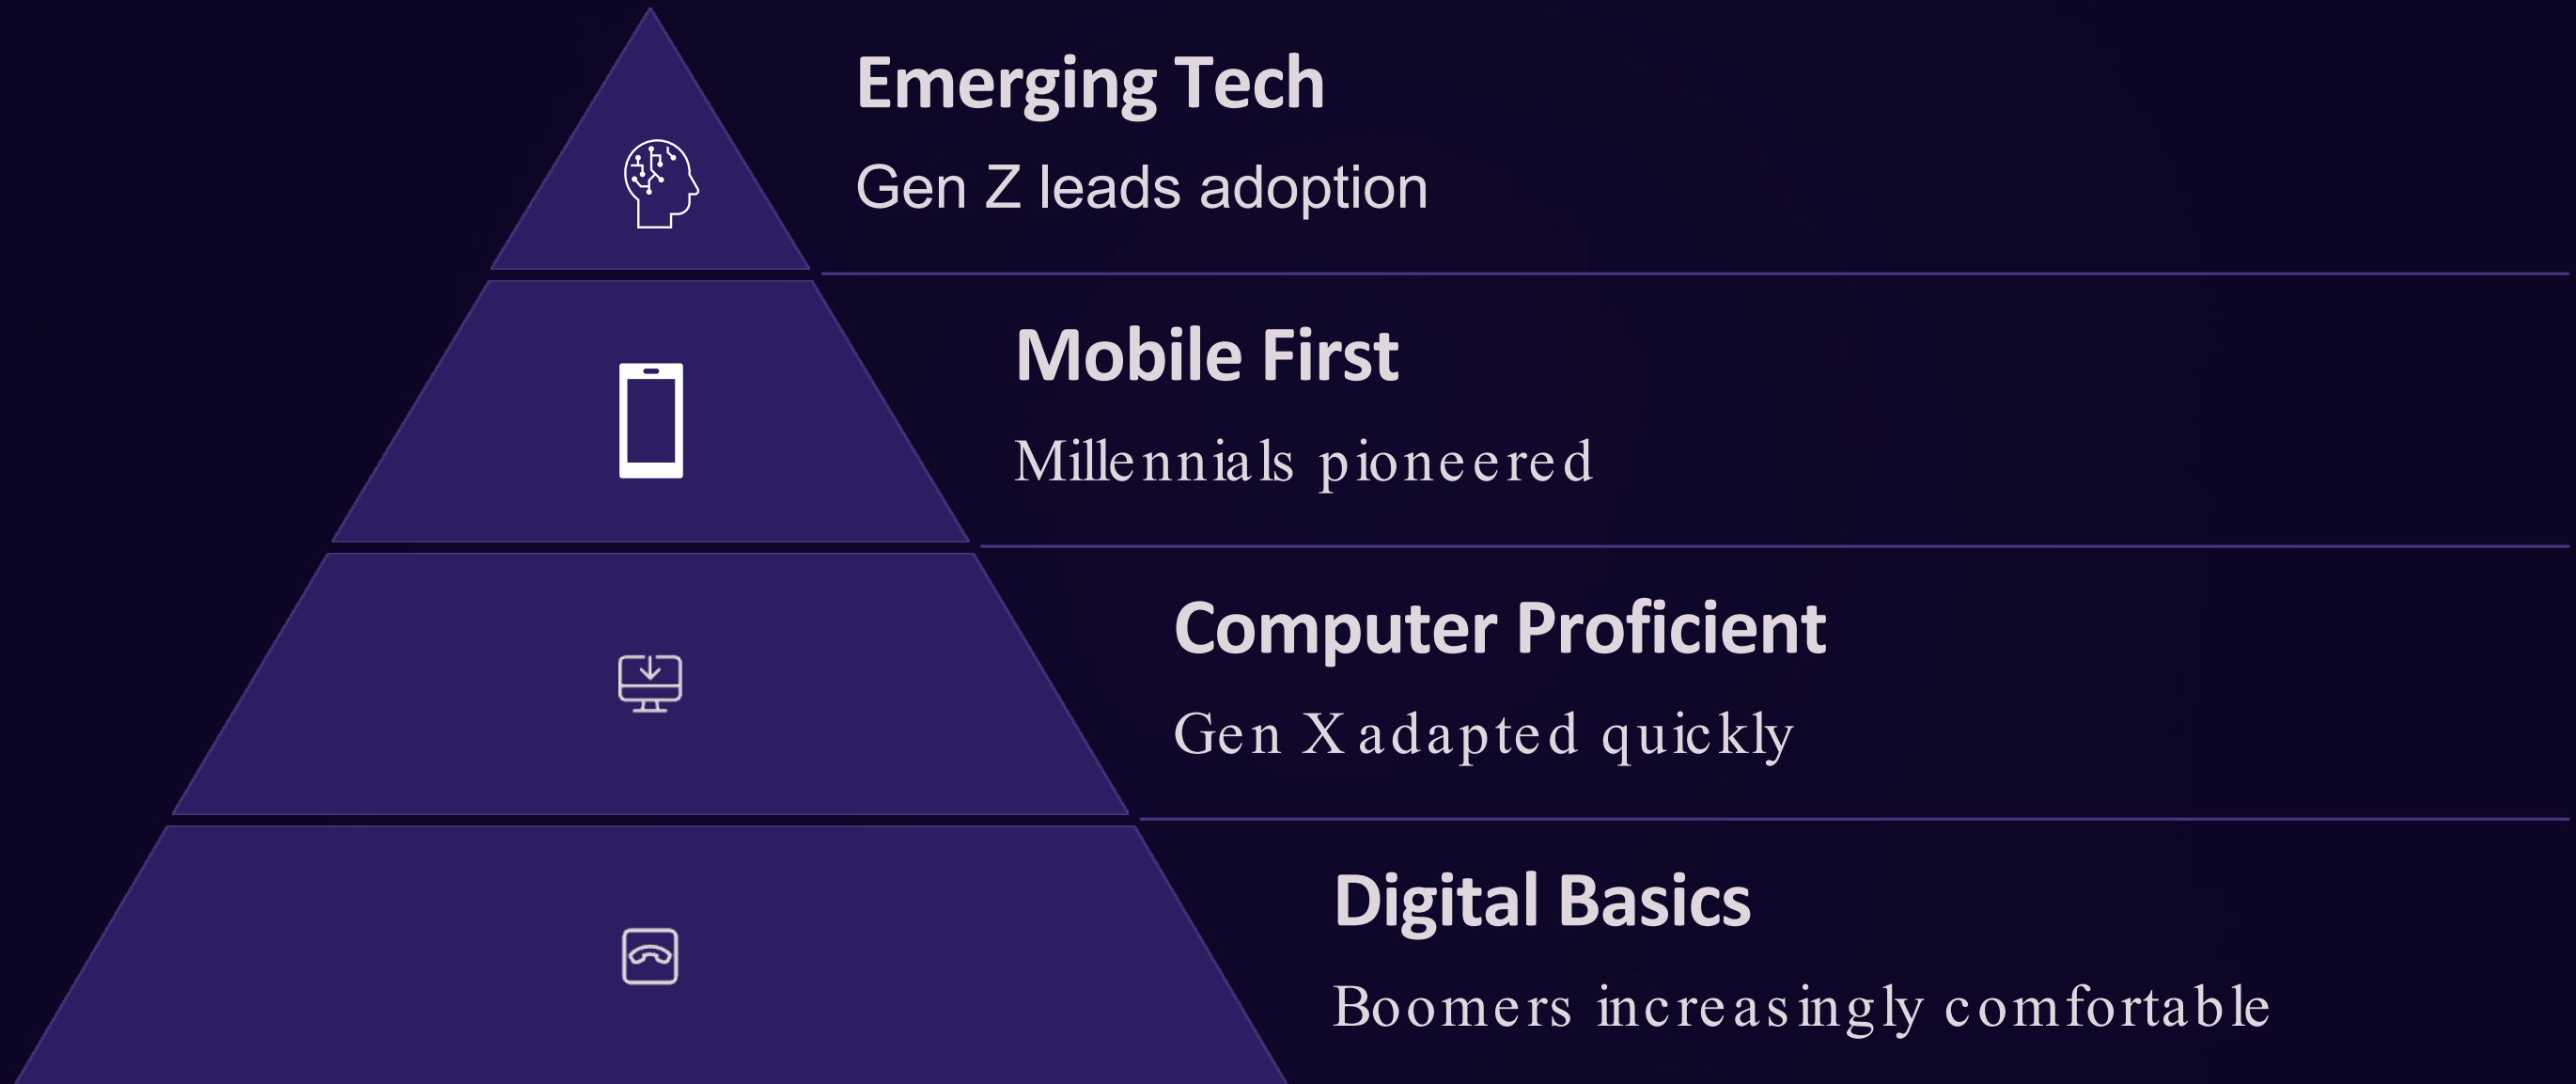 Emerging Tech
Gen Z leads adoption
Mobile First
Millennials pioneered
Computer Proficient
Gen X adapted quickly
Digital Basics
Boomers increasingly comfortable